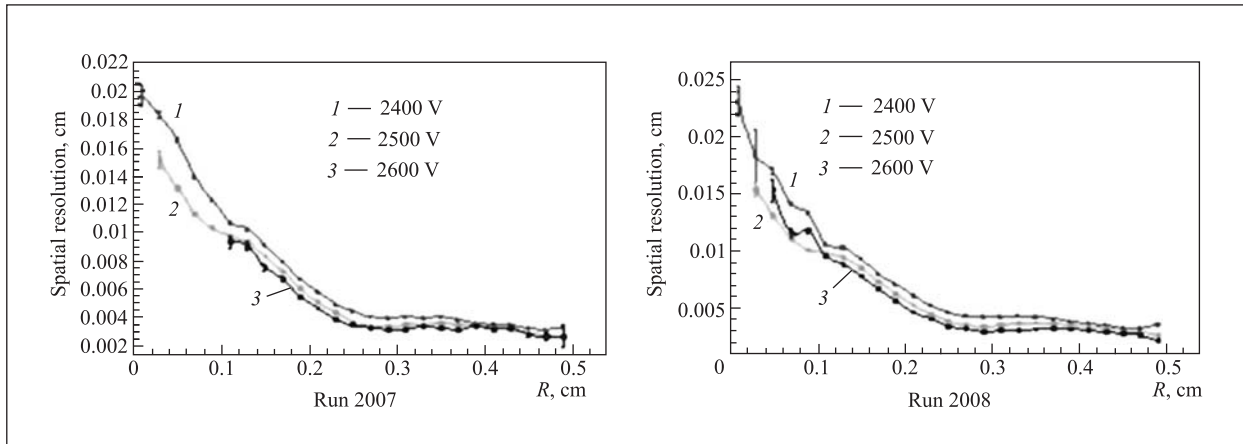 Spatial resolution, cm
0.022
0.02
0.018
0.016
0.014
0.012
0.01
0.008
0.006
0.004
0.002
0
0.1
0.2
0.3
0.4
0.5
R, cm
Run 2007
1
2
3
1 — 2400 V
2 — 2500 V
3 — 2600 V
Spatial resolution, cm
0.025
0.02
0.015
0.01
0.005
0
0.1
0.2
0.3
0.4
0.5
R, cm
Run 2008
1
2
3
1 — 2400 V
2 — 2500 V
3 — 2600 V